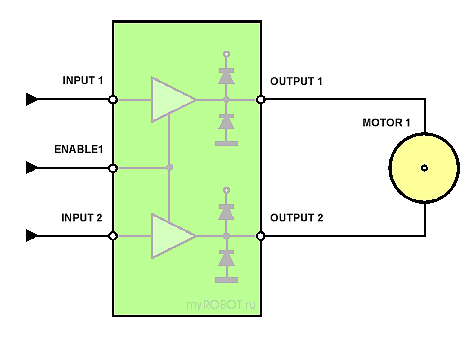 INPUT 1
OUTPUT 1
MOTOR 1
ENABLE1
INPUT 2
OUTPUT 2
myROBOT.ru